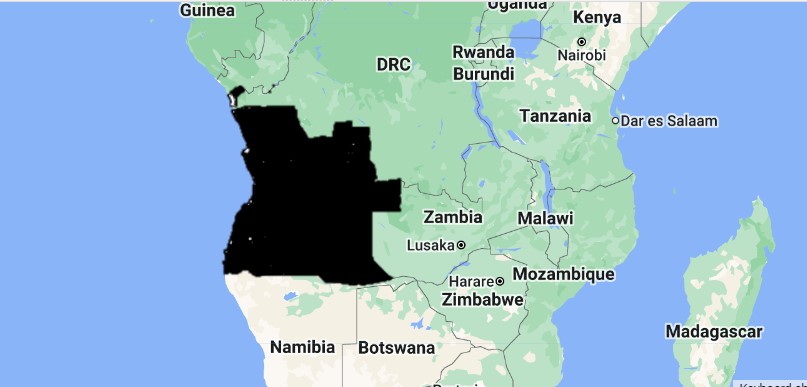 Guinea
Uganda
Kenya
Nairobi
DRC
Rwanda
Burundi
Tanzania
Dar es Salaam
Zambia
Malawi
Lusaka
Harare
Mozambique
Zimbabwe
Madagascar
Namibia
Botswana
Keyboard sh